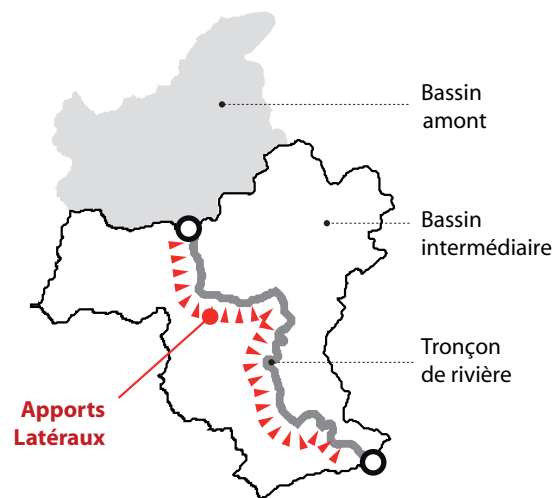 Bassin
amont
Bassin
intermédiaire
Tronçon
de rivière
Apports
Latéraux